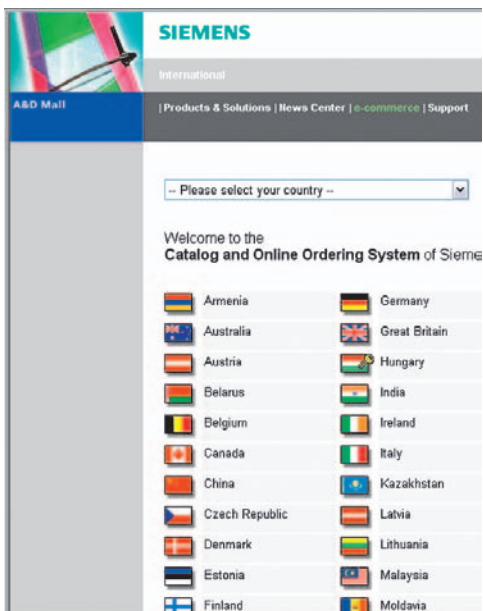 SIEMENS
International
A&D Mall
| Products & Solutions | News Center | e-commerce | Support
-- Please select your country --
Welcome to the
Catalog and Online Ordering System of Sieme
Armenia
Germany
Australia
Great Britain
Austria
Hungary
Belarus
India
Belgium
Ireland
Canada
Italy
China
Kazakhstan
Czech Republic
Latvia
Denmark
Lithuania
Estonia
Malaysia
Finland
Moldavia